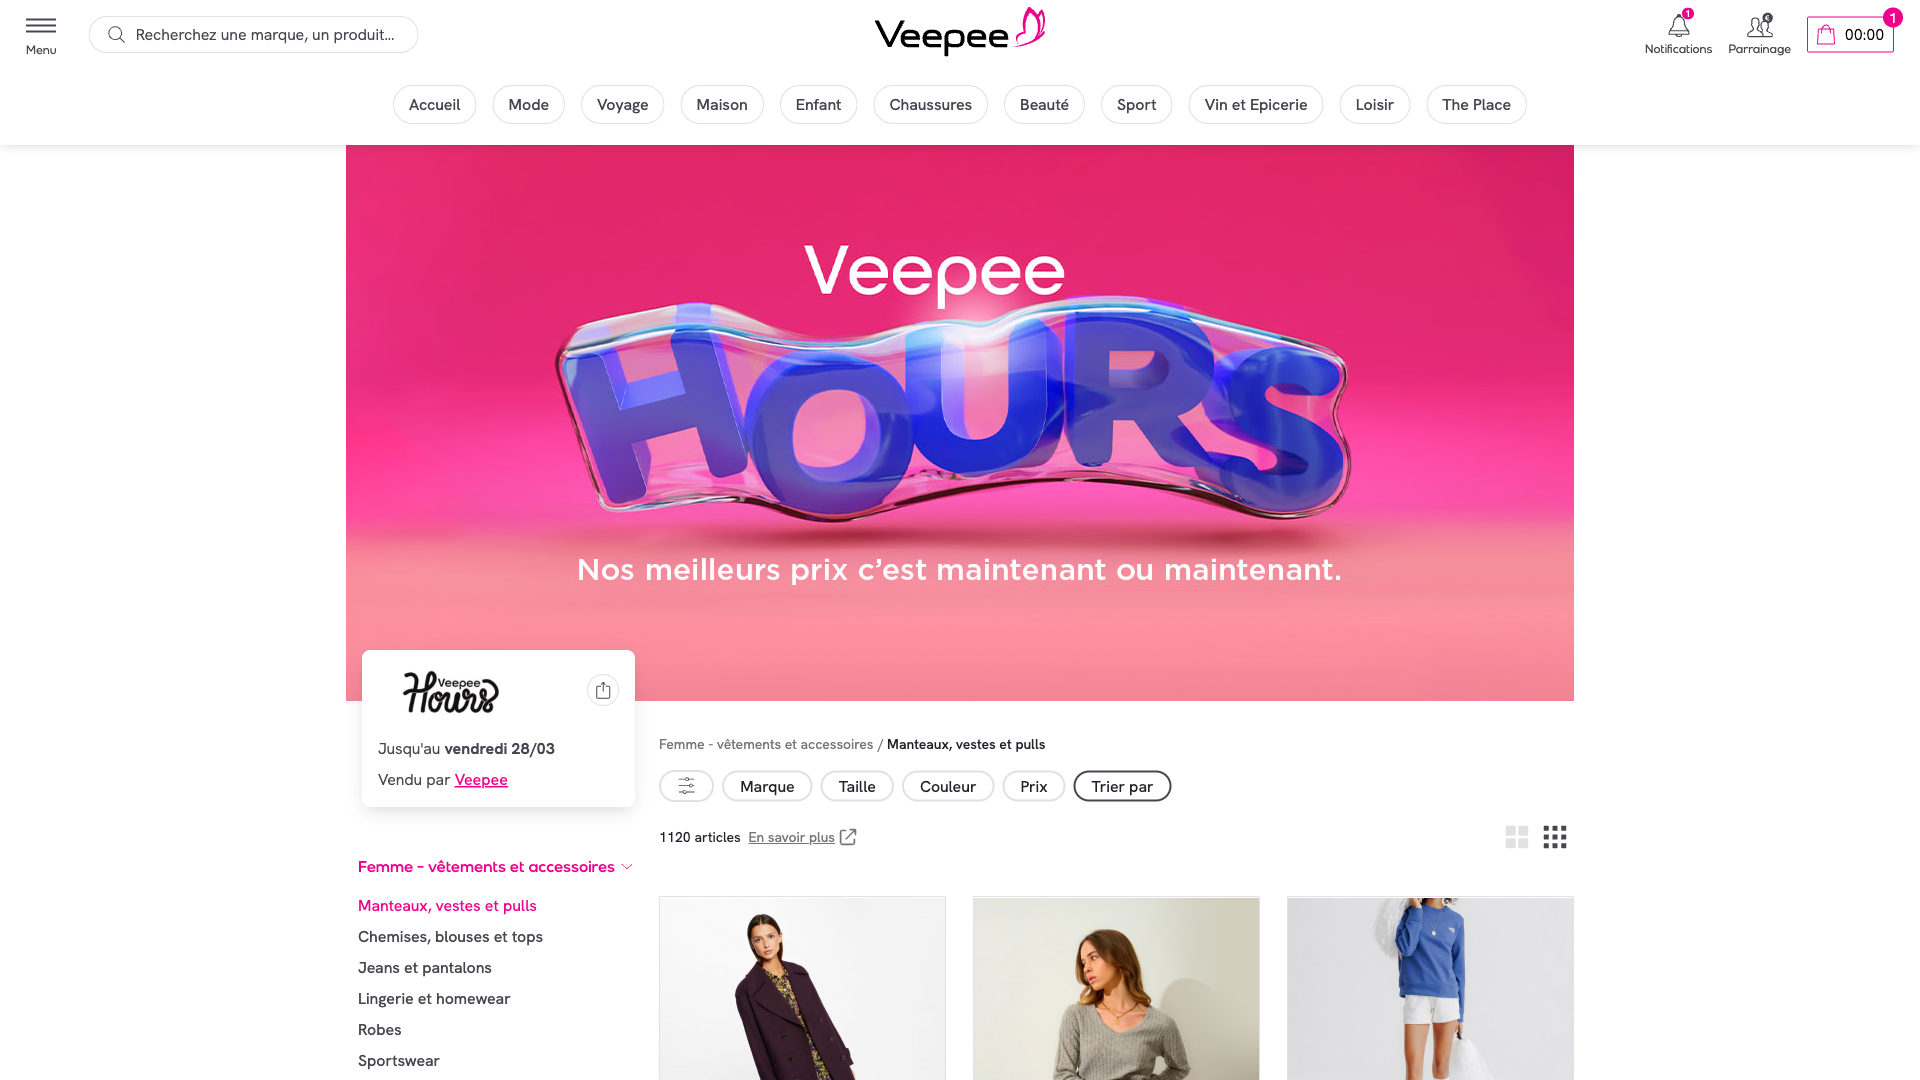 Menu
Recherchez une marque, un produit...
Veepee
1
Notifications
€
Parrainage
1
00:00
Accueil
Mode
Voyage
Maison
Enfant
Chaussures
Beauté
Sport
Vin et Epicerie
Loisir
The Place
Veepee
HOURS
Nos meilleurs prix c’est maintenant ou maintenant.
Veepee
Hours
Jusqu'au vendredi 28/03
Vendu par Veepee
Femme - vêtements et accessoires / Manteaux, vestes et pulls
Marque
Taille
Couleur
Prix
Trier par
1120 articles En savoir plus
Femme - vêtements et accessoires
Manteaux, vestes et pulls
Chemises, blouses et tops
Jeans et pantalons
Lingerie et homewear
Robes
Sportswear